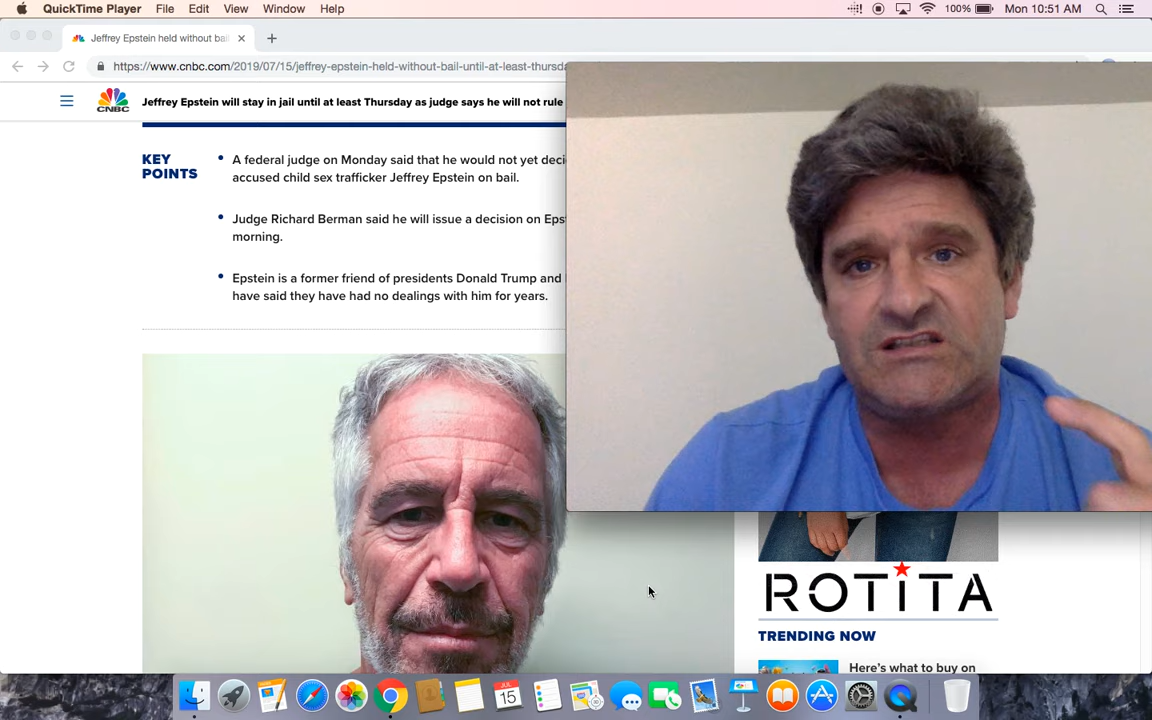 QuickTime Player File Edit View Window Help 100% Mon 10:51 AM
Jeffrey Epstein held without bai
https://www.cnbc.com/2019/07/15/jeffrey-epstein-held-without-bail-until-at-least-thursda
CNBC
Jeffrey Epstein will stay in jail until at least Thursday as judge says he will not rule
KEY
POINTS
A federal judge on Monday said that he would not yet deci
accused child sex trafficker Jeffrey Epstein on bail.
Judge Richard Berman said he will issue a decision on Eps
morning.
Epstein is a former friend of presidents Donald Trump and
have said they have had no dealings with him for years.
ROTITA
TRENDING NOW
Here's what to buy on
JUL
15